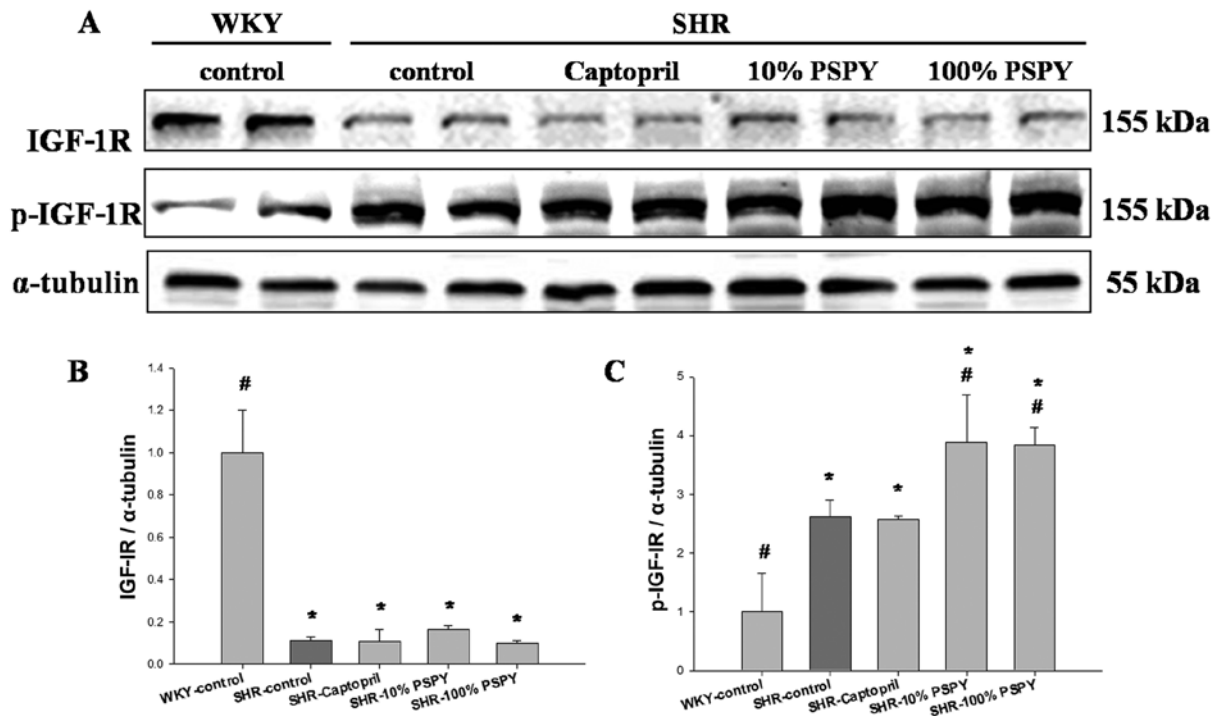 A WKY SHR
control control Captopril 10% PSPY 100% PSPY
IGF-1R 155 kDa
p-IGF-1R 155 kDa
α-tubulin 55 kDa
B
IGF-IR / α-tubulin
1.4
1.2
1.0
0.8
0.6
0.4
0.2
0.0
#
*
*
*
*
WKY-control
SHR-control
SHR-Captopril
SHR-10% PSPY
SHR-100% PSPY
C
p-IGF-IR / α-tubulin
5
4
3
2
1
0
#
*
*
*
#
*
#
WKY-control
SHR-control
SHR-Captopril
SHR-10% PSPY
SHR-100% PSPY